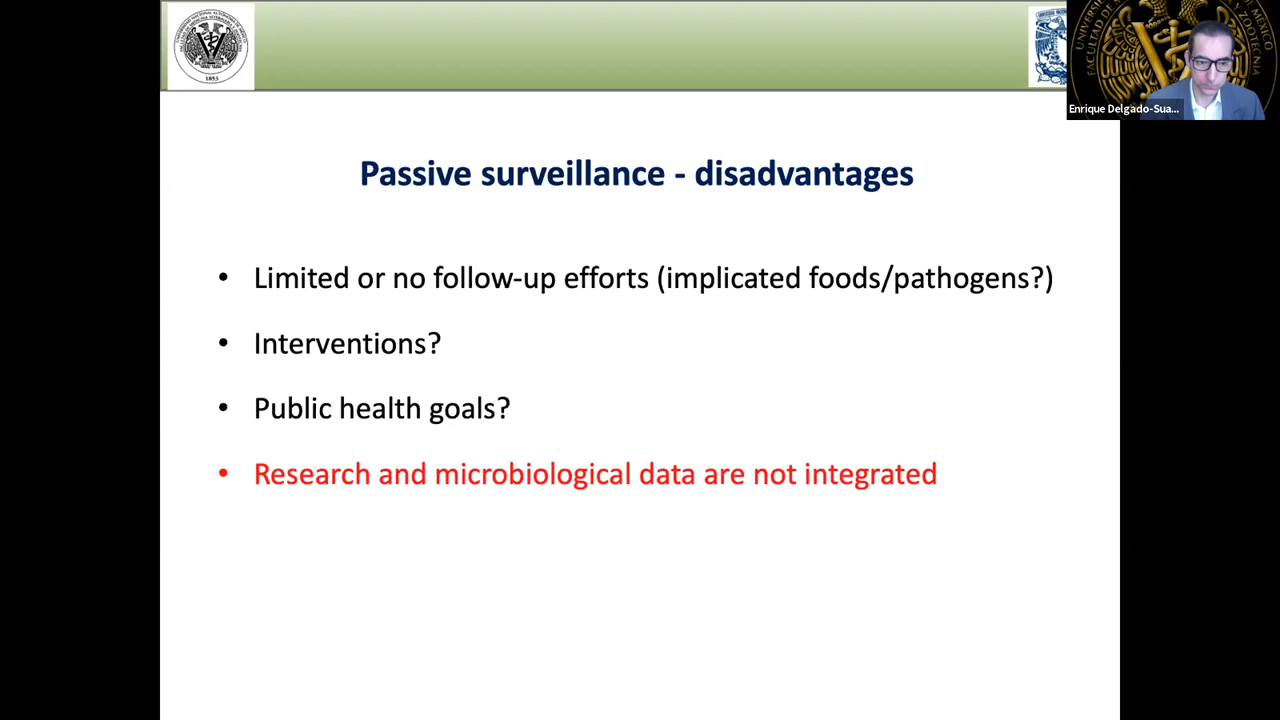 1853
Enrique Delgado-Sua...
Passive surveillance - disadvantages
• Limited or no follow-up efforts (implicated foods/pathogens?)
• Interventions?
• Public health goals?
• Research and microbiological data are not integrated